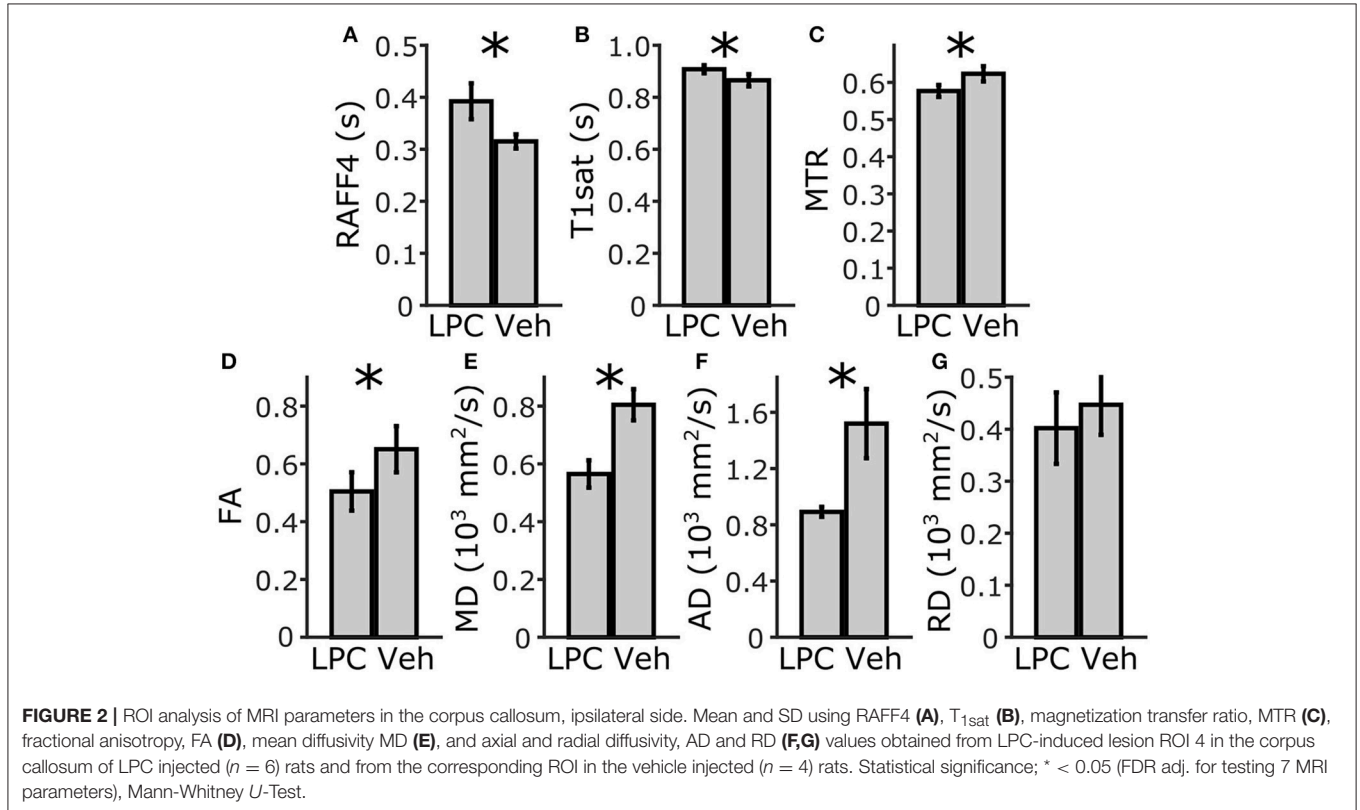 A
*
RAFF4 (s)
0.5
0.4
0.3
0.2
0.1
0
LPC Veh
B
*
T1sat (s)
1.0
0.8
0.6
0.4
0.2
0
LPC Veh
C
*
MTR
0.6
0.5
0.4
0.3
0.2
0.1
0
LPC Veh
D
*
FA
0.8
0.6
0.4
0.2
0
LPC Veh
E
*
MD (10³ mm²/s)
0.8
0.6
0.4
0.2
0
LPC Veh
F
*
AD (10³ mm²/s)
1.6
1.2
0.8
0.4
0
LPC Veh
G
RD (10³ mm²/s)
0.5
0.4
0.3
0.2
0.1
0
LPC Veh
FIGURE 2 | ROI analysis of MRI parameters in the corpus callosum, ipsilateral side. Mean and SD using RAFF4 (A), T1sat (B), magnetization transfer ratio, MTR (C),
fractional anisotropy, FA (D), mean diffusivity MD (E), and axial and radial diffusivity, AD and RD (F,G) values obtained from LPC-induced lesion ROI 4 in the corpus
callosum of LPC injected (n = 6) rats and from the corresponding ROI in the vehicle injected (n = 4) rats. Statistical significance; * < 0.05 (FDR adj. for testing 7 MRI
parameters), Mann-Whitney U-Test.